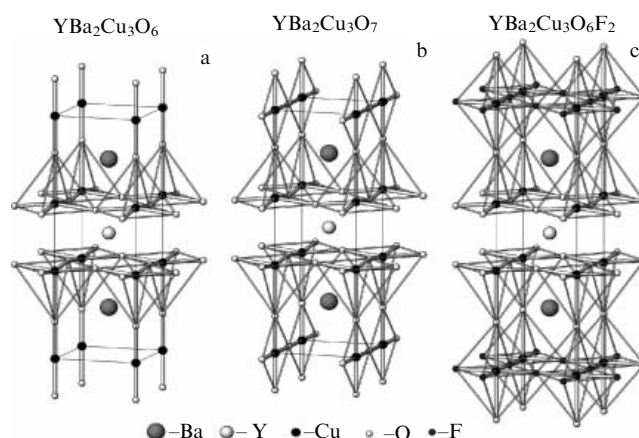 YBa₂Cu₃O₆ YBa₂Cu₃O₇ YBa₂Cu₃O₆F₂
a b c
–Ba –Y –Cu –O –F